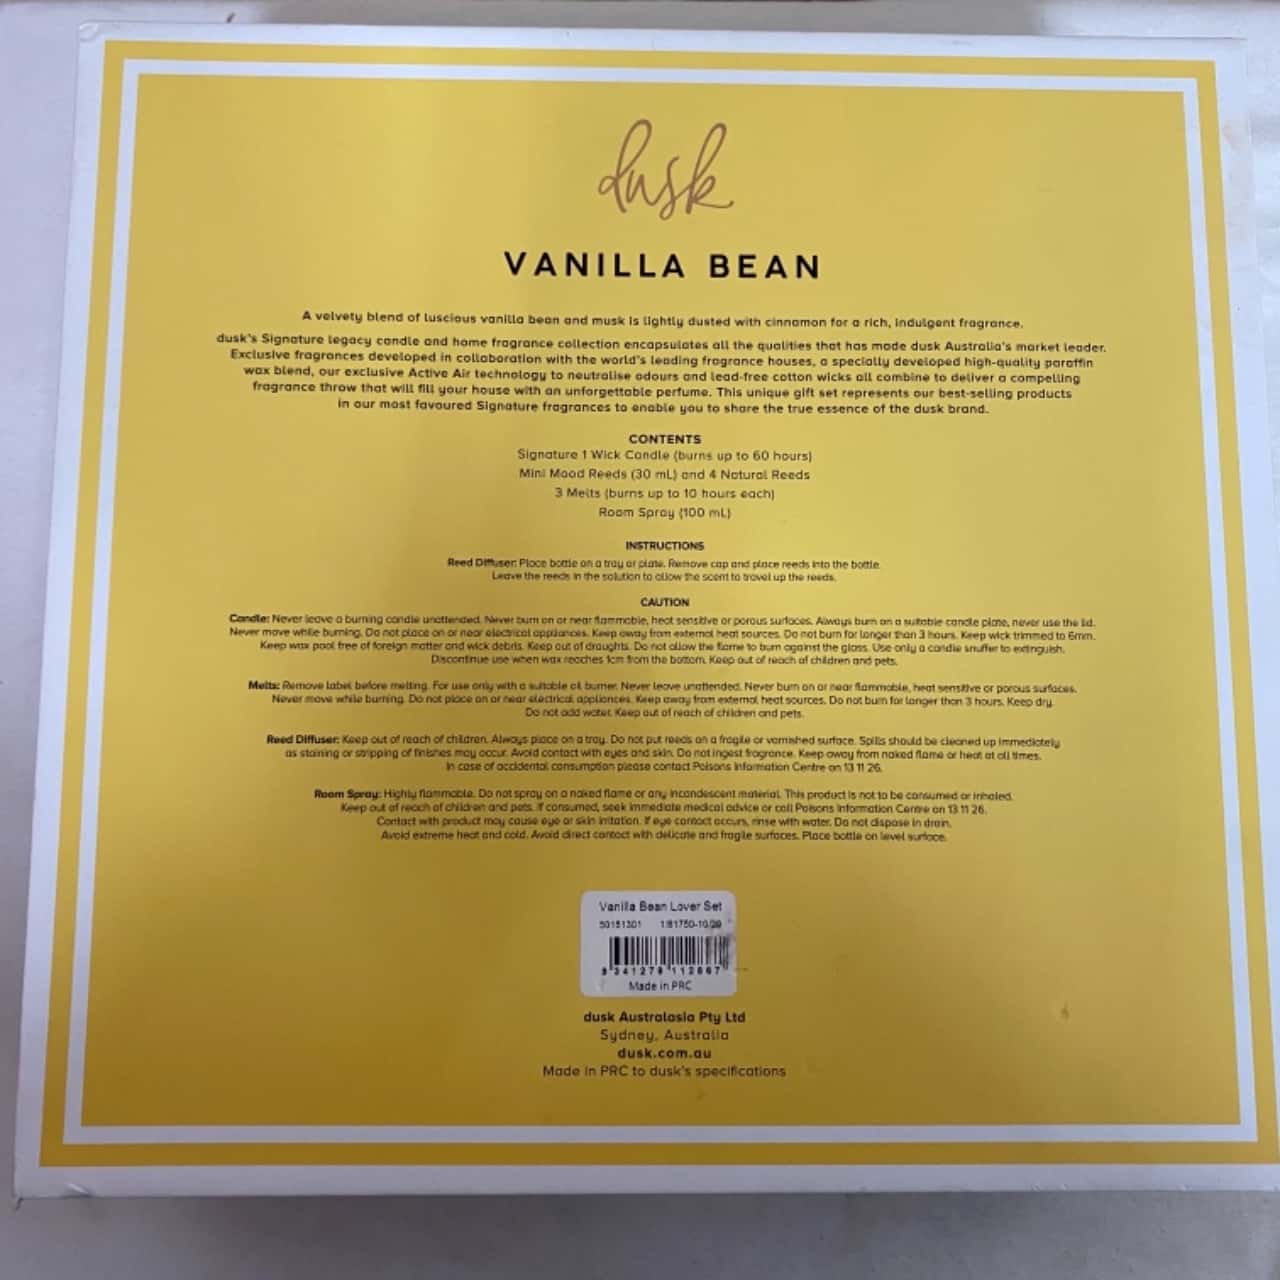 dusk
VANILLA BEAN
A velvety blend of luscious vanilla bean and musk is lightly dusted with cinnamon for a rich, indulgent fragrance.
dusk's Signature legacy candle and home fragrance collection encapsulates all the qualities that has made dusk Australia's market leader.
Exclusive fragrances developed in collaboration with the world's leading fragrance houses, a specially developed high-quality paraffin
wax blend, our exclusive Active Air technology to neutralise odours and lead-free cotton wicks all combine to deliver a compelling
fragrance throw that will fill your house with an unforgettable perfume. This unique gift set represents our best-selling products
in our most favoured Signature fragrances to enable you to share the true essence of the dusk brand.
CONTENTS
Signature 1 Wick Candle (burns up to 60 hours)
Mini Mood Reeds (30 mL) and 4 Natural Reeds
3 Melts (burns up to 10 hours each)
Room Spray (100 mL)
INSTRUCTIONS
Reed Diffuser: Place bottle on a tray or plate. Remove cap and place reeds into the bottle.
Leave the reeds in the solution to allow the scent to travel up the reeds.
CAUTION
Candle: Never leave a burning candle unattended. Never burn on or near flammable, heat sensitive or porous surfaces. Always burn on a suitable candle plate, never use the lid.
Never move while burning. Do not place on or near electrical appliances. Keep away from external heat sources. Do not burn for longer than 3 hours. Keep wick trimmed to 6mm.
Keep wax pool free of foreign matter and wick debris. Keep out of draughts. Do not allow the flame to burn against the glass. Use only a candle snuffer to extinguish.
Discontinue use when wax reaches 1cm from the bottom. Keep out of reach of children and pets.
Melts: Remove label before melting. For use only with a suitable oil burner. Never leave unattended. Never burn on or near flammable, heat sensitive or porous surfaces.
Never move while burning. Do not place on or near electrical appliances. Keep away from external heat sources. Do not burn for longer than 3 hours. Keep dry.
Do not add water. Keep out of reach of children and pets.
Reed Diffuser: Keep out of reach of children. Always place on a tray. Do not put reeds on a fragile or varnished surface. Spills should be cleaned up immediately
as staining or stripping of finishes may occur. Avoid contact with eyes and skin. Do not ingest fragrance. Keep away from naked flame or heat at all times.
In case of accidental consumption please contact Poisons Information Centre on 13 11 26.
Room Spray: Highly flammable. Do not spray on a naked flame or any incandescent material. This product is not to be consumed or inhaled.
Keep out of reach of children and pets. If consumed, seek immediate medical advice or call Poisons Information Centre on 13 11 26.
Contact with product may cause eye or skin irritation. If eye contact occurs, rinse with water. Do not dispose in drain.
Avoid extreme heat and cold. Avoid direct contact with delicate and fragile surfaces. Place bottle on level surface.
Vanilla Bean Lover Set
50151301 1/81750-10/20
9 341279 112867
Made in PRC
dusk Australasia Pty Ltd
Sydney, Australia
dusk.com.au
Made in PRC to dusk's specifications